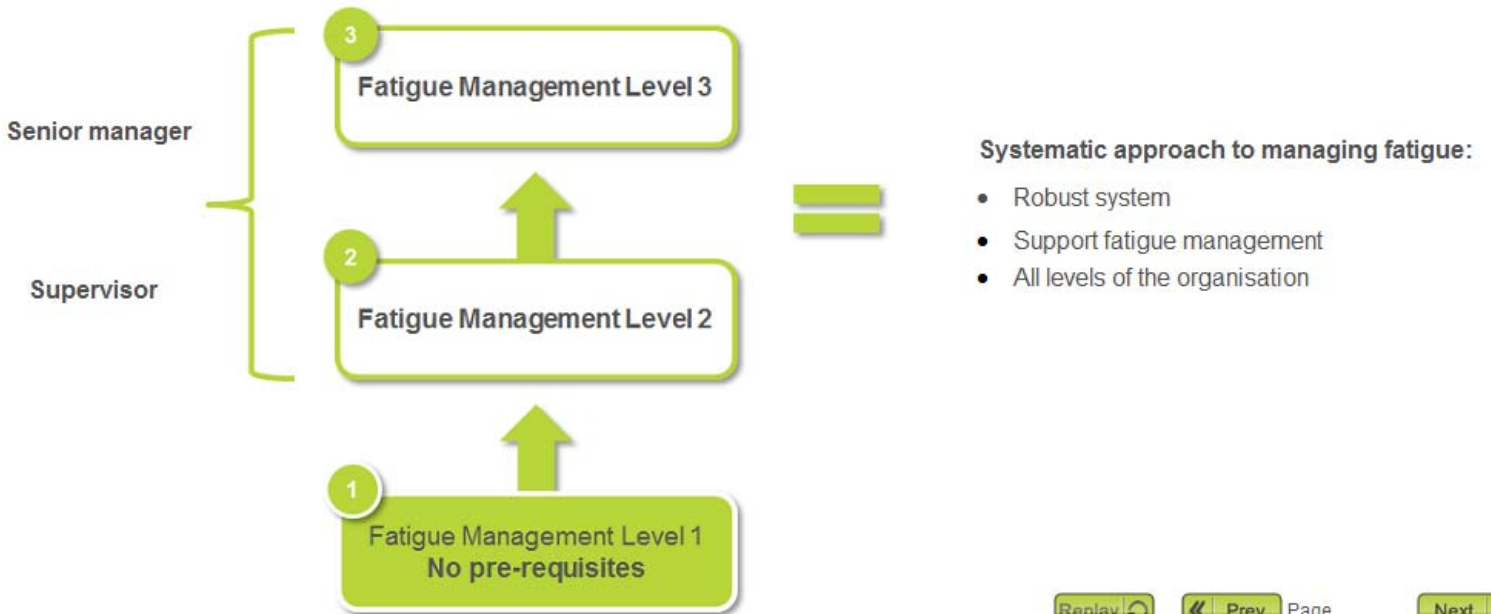 3
Fatigue Management Level 3
Senior manager
Systematic approach to managing fatigue:
• Robust system
• Support fatigue management
• All levels of the organisation
2
Supervisor
Fatigue Management Level 2
1
Fatigue Management Level 1
No pre-requisites
Replay Prev Page Next